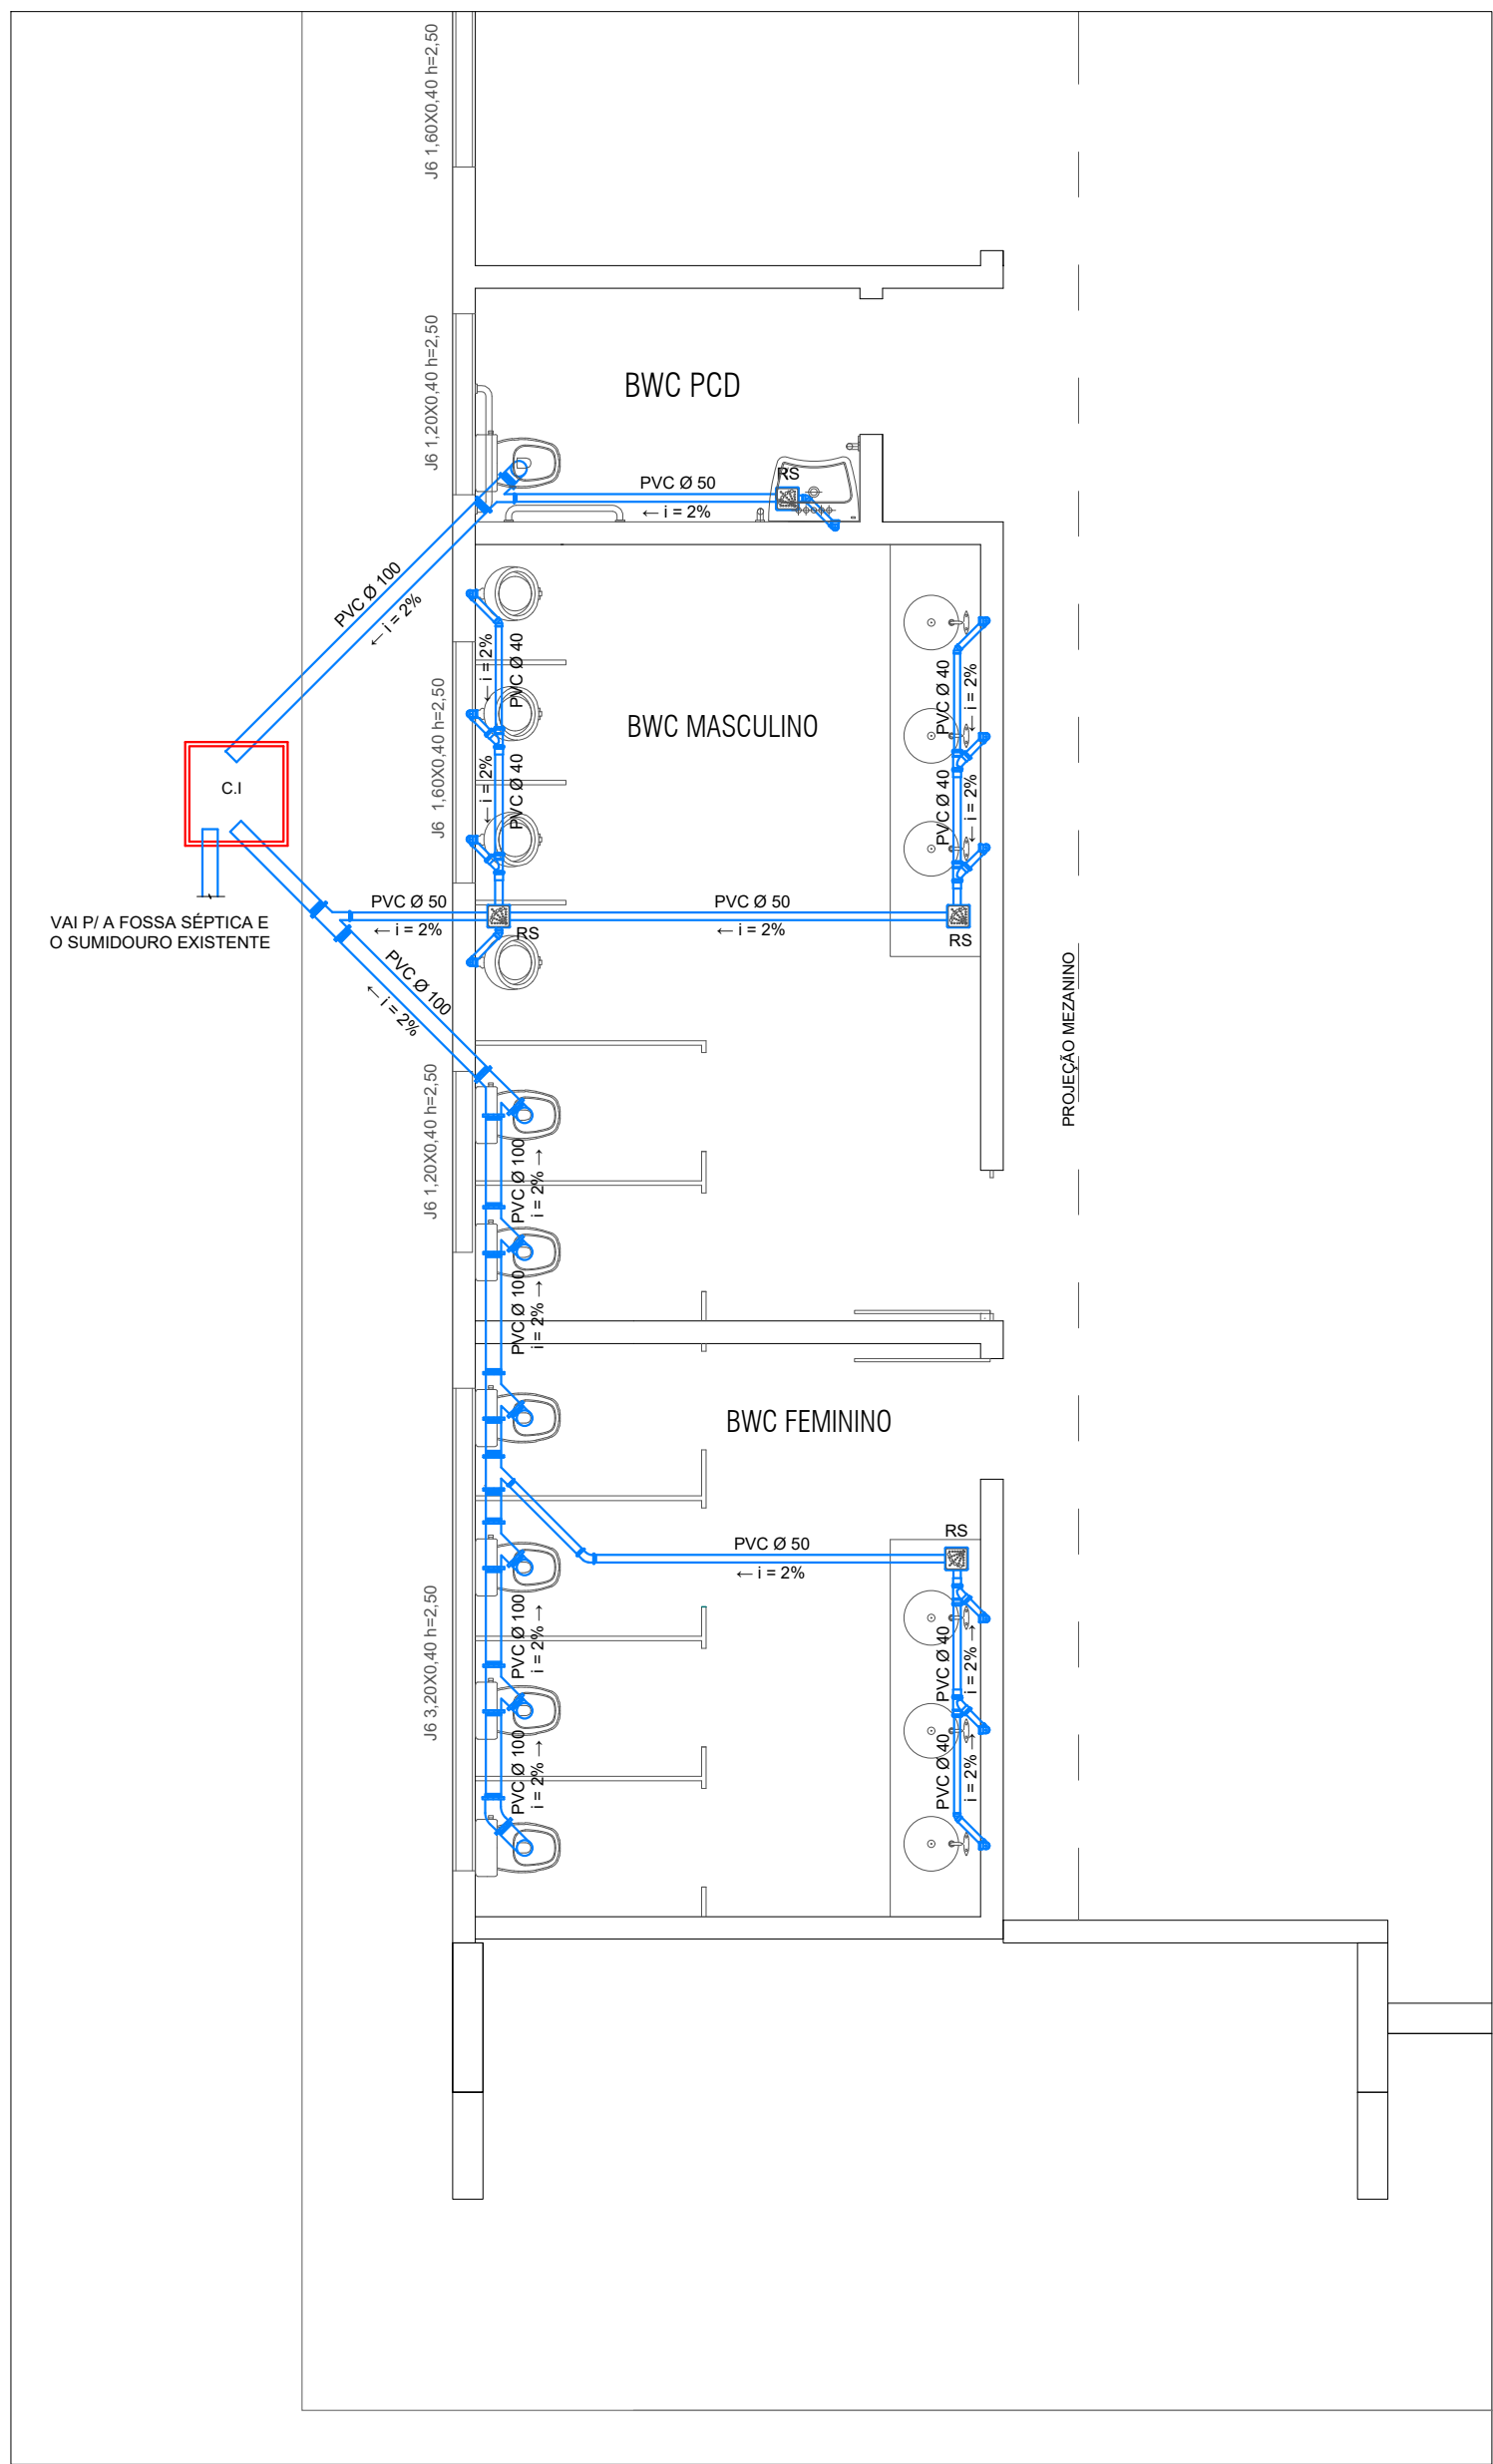 J6 1,60X0,40 h=2,50
J6 1,20X0,40 h=2,50
BWC PCD
RS
PVC Ø 50
← i = 2%
PVC Ø 100
← i = 2%
← i = 2%
PVC Ø 40
PVC Ø 40
← i = 2%
J6 1,60X0,40 h=2,50
BWC MASCULINO
← i = 2%
PVC Ø 40
PVC Ø 40
← i = 2%
C.I
VAI P/ A FOSSA SÉPTICA E
O SUMIDOURO EXISTENTE
PVC Ø 50
← i = 2%
RS
PVC Ø 50
← i = 2%
RS
PVC Ø 100
← i = 2%
PROJEÇÃO MEZANINO
J6 1,20X0,40 h=2,50
PVC Ø 100
i = 2% →
PVC Ø 100
i = 2% →
BWC FEMININO
RS
PVC Ø 50
← i = 2%
J6 3,20X0,40 h=2,50
PVC Ø 100
i = 2% →
PVC Ø 40
i = 2% →
PVC Ø 100
i = 2% →
PVC Ø 40
i = 2% →